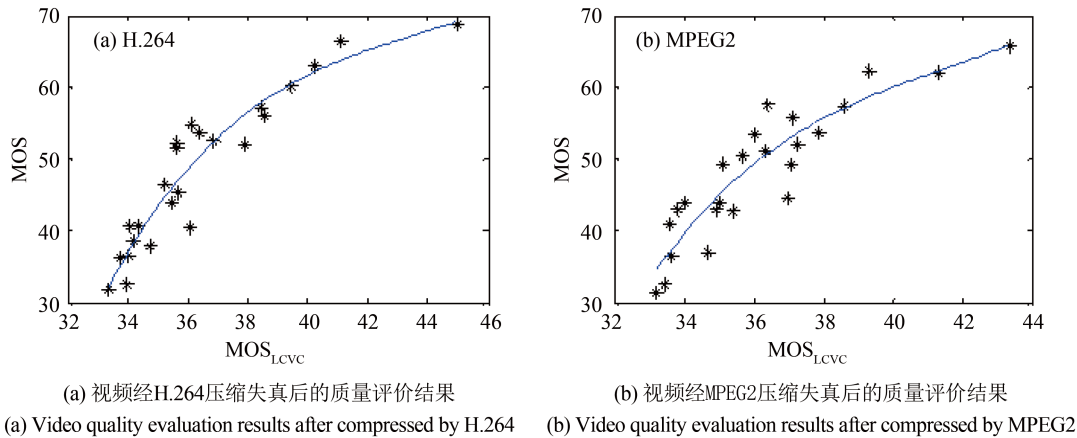 70
60
50
40
30
(a) H.264
MOS
32 34 36 38 40 42 44 46
MOS_LCVC
70
60
50
40
30
(b) MPEG2
MOS
32 34 36 38 40 42 44
MOS_LCVC
(a) 视频经H.264压缩失真后的质量评价结果
(b) 视频经MPEG2压缩失真后的质量评价结果
(a) Video quality evaluation results after compressed by H.264
(b) Video quality evaluation results after compressed by MPEG2